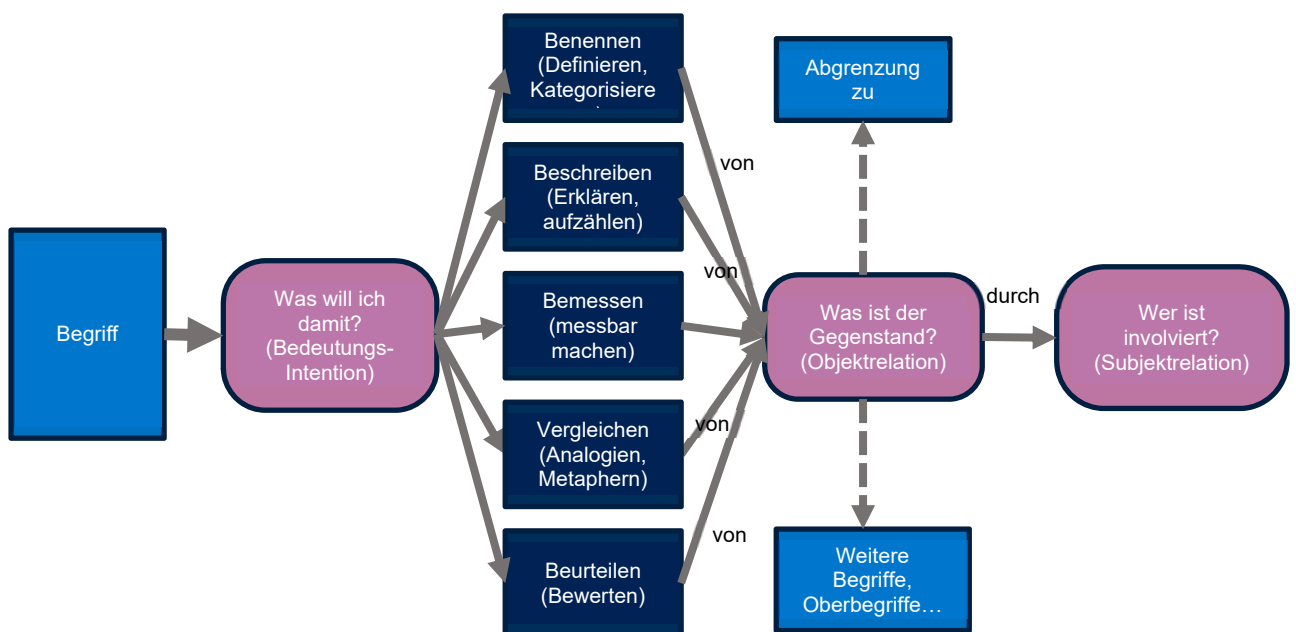 Begriff
Was will ich
damit?
(Bedeutungs-
Intention)
Benennen
(Definieren,
Kategorisiere
Beschreiben
(Erklären,
aufzählen)
Bemessen
(messbar
machen)
Vergleichen
(Analogien,
Metaphern)
Beurteilen
(Bewerten)
von
von
von
von
Abgrenzung
zu
Was ist der
Gegenstand?
(Objektrelation)
Weitere
Begriffe,
Oberbegriffe…
durch
Wer ist
involviert?
(Subjektrelation)